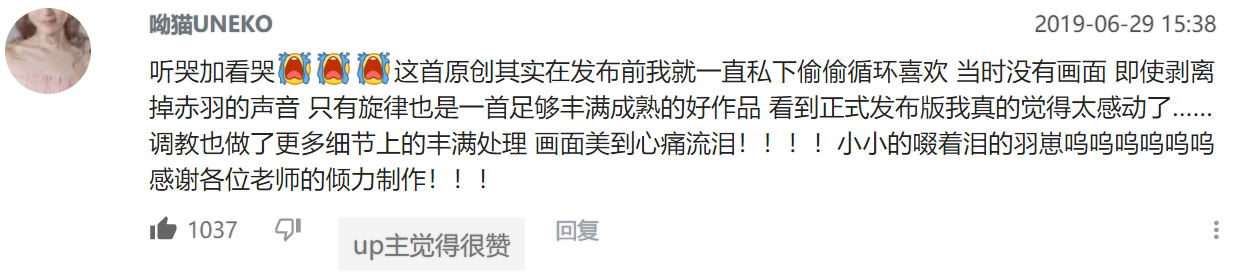 呦猫UNEKO 2019-06-29 15:38
听哭加看哭😭😭😭这首原创其实在发布前我就一直私下偷偷循环喜欢 当时没有画面 即使剥离
掉赤羽的声音 只有旋律也是一首足够丰满成熟的好作品 看到正式发布版我真的觉得太感动了……
调教也做了更多细节上的丰满处理 画面美到心痛流泪！！！！小小的啜着泪的羽崽呜呜呜呜呜呜
感谢各位老师的倾力制作！！！
1037 up主觉得很赞 回复